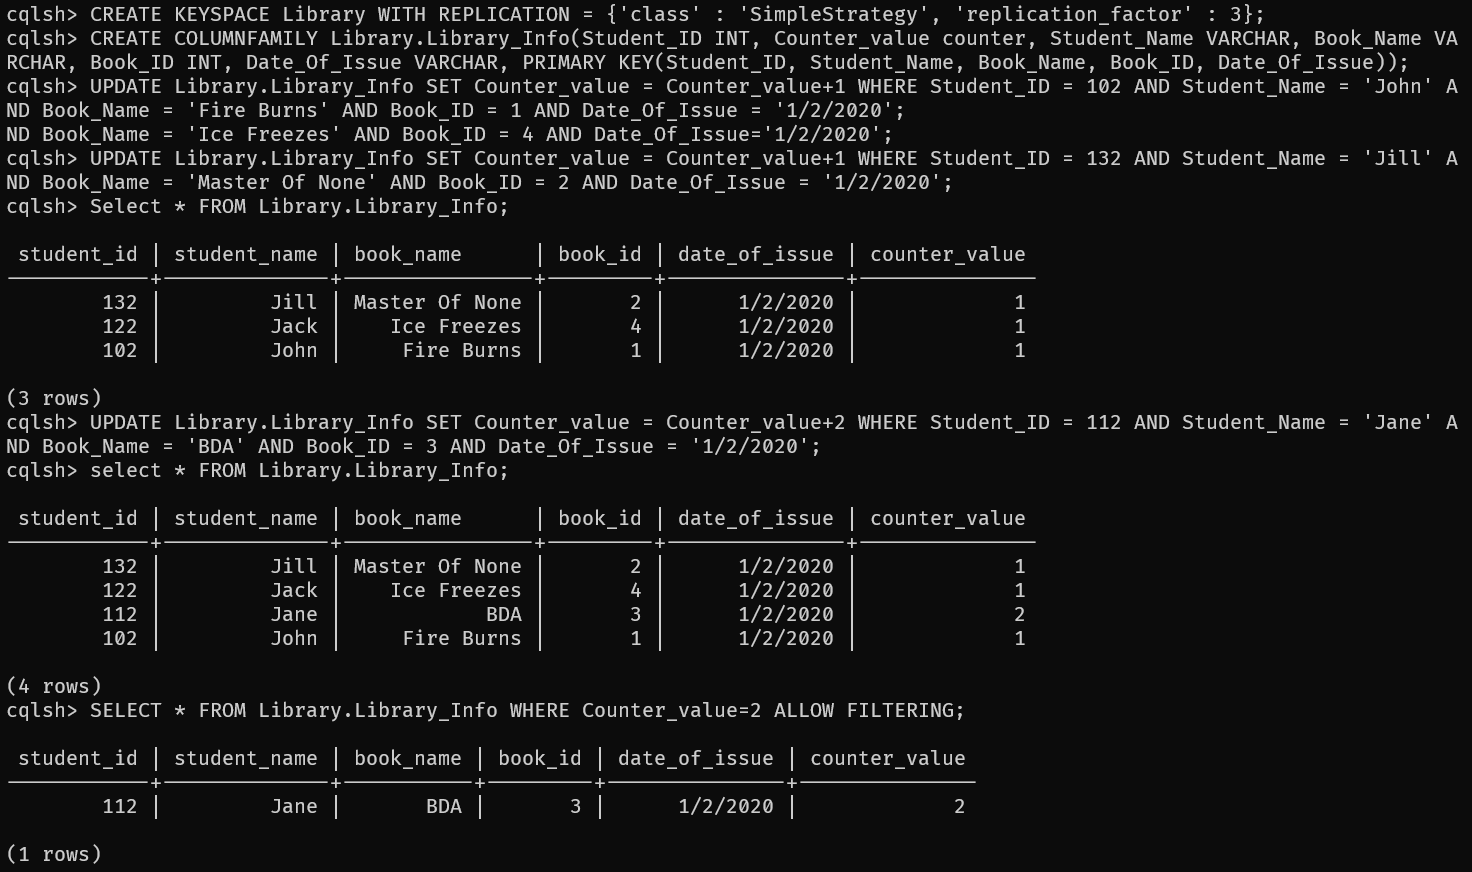 cqlsh> CREATE KEYSPACE Library WITH REPLICATION = {'class' : 'SimpleStrategy', 'replication_factor' : 3};
cqlsh> CREATE COLUMNFAMILY Library.Library_Info(Student_ID INT, Counter_value counter, Student_Name VARCHAR, Book_Name VA
RCHAR, Book_ID INT, Date_Of_Issue VARCHAR, PRIMARY KEY(Student_ID, Student_Name, Book_Name, Book_ID, Date_Of_Issue));
cqlsh> UPDATE Library.Library_Info SET Counter_value = Counter_value+1 WHERE Student_ID = 102 AND Student_Name = 'John' A
ND Book_Name = 'Fire Burns' AND Book_ID = 1 AND Date_Of_Issue = '1/2/2020';
ND Book_Name = 'Ice Freezes' AND Book_ID = 4 AND Date_Of_Issue='1/2/2020';
cqlsh> UPDATE Library.Library_Info SET Counter_value = Counter_value+1 WHERE Student_ID = 132 AND Student_Name = 'Jill' A
ND Book_Name = 'Master Of None' AND Book_ID = 2 AND Date_Of_Issue = '1/2/2020';
cqlsh> Select * FROM Library.Library_Info;
student_id | student_name | book_name | book_id | date_of_issue | counter_value
132 | Jill | Master Of None | 2 | 1/2/2020 | 1
122 | Jack | Ice Freezes | 4 | 1/2/2020 | 1
102 | John | Fire Burns | 1 | 1/2/2020 | 1
(3 rows)
cqlsh> UPDATE Library.Library_Info SET Counter_value = Counter_value+2 WHERE Student_ID = 112 AND Student_Name = 'Jane' A
ND Book_Name = 'BDA' AND Book_ID = 3 AND Date_Of_Issue = '1/2/2020';
cqlsh> select * FROM Library.Library_Info;
student_id | student_name | book_name | book_id | date_of_issue | counter_value
132 | Jill | Master Of None | 2 | 1/2/2020 | 1
122 | Jack | Ice Freezes | 4 | 1/2/2020 | 1
112 | Jane | BDA | 3 | 1/2/2020 | 2
102 | John | Fire Burns | 1 | 1/2/2020 | 1
(4 rows)
cqlsh> SELECT * FROM Library.Library_Info WHERE Counter_value=2 ALLOW FILTERING;
student_id | student_name | book_name | book_id | date_of_issue | counter_value
112 | Jane | BDA | 3 | 1/2/2020 | 2
(1 rows)